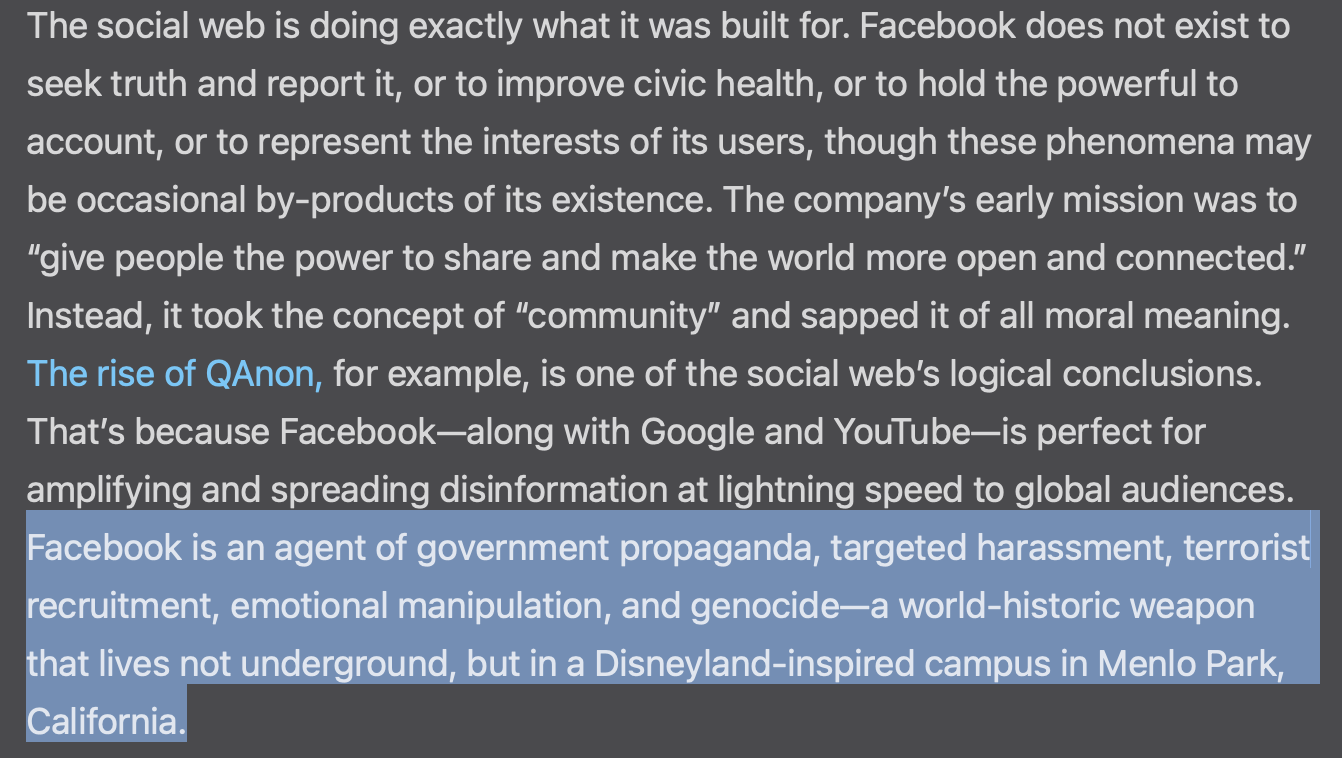 The social web is doing exactly what it was built for. Facebook does not exist to
seek truth and report it, or to improve civic health, or to hold the powerful to
account, or to represent the interests of its users, though these phenomena may
be occasional by-products of its existence. The company’s early mission was to
“give people the power to share and make the world more open and connected.”
Instead, it took the concept of “community” and sapped it of all moral meaning.
The rise of QAnon, for example, is one of the social web’s logical conclusions.
That’s because Facebook—along with Google and YouTube—is perfect for
amplifying and spreading disinformation at lightning speed to global audiences.
Facebook is an agent of government propaganda, targeted harassment, terrorist
recruitment, emotional manipulation, and genocide—a world-historic weapon
that lives not underground, but in a Disneyland-inspired campus in Menlo Park,
California.